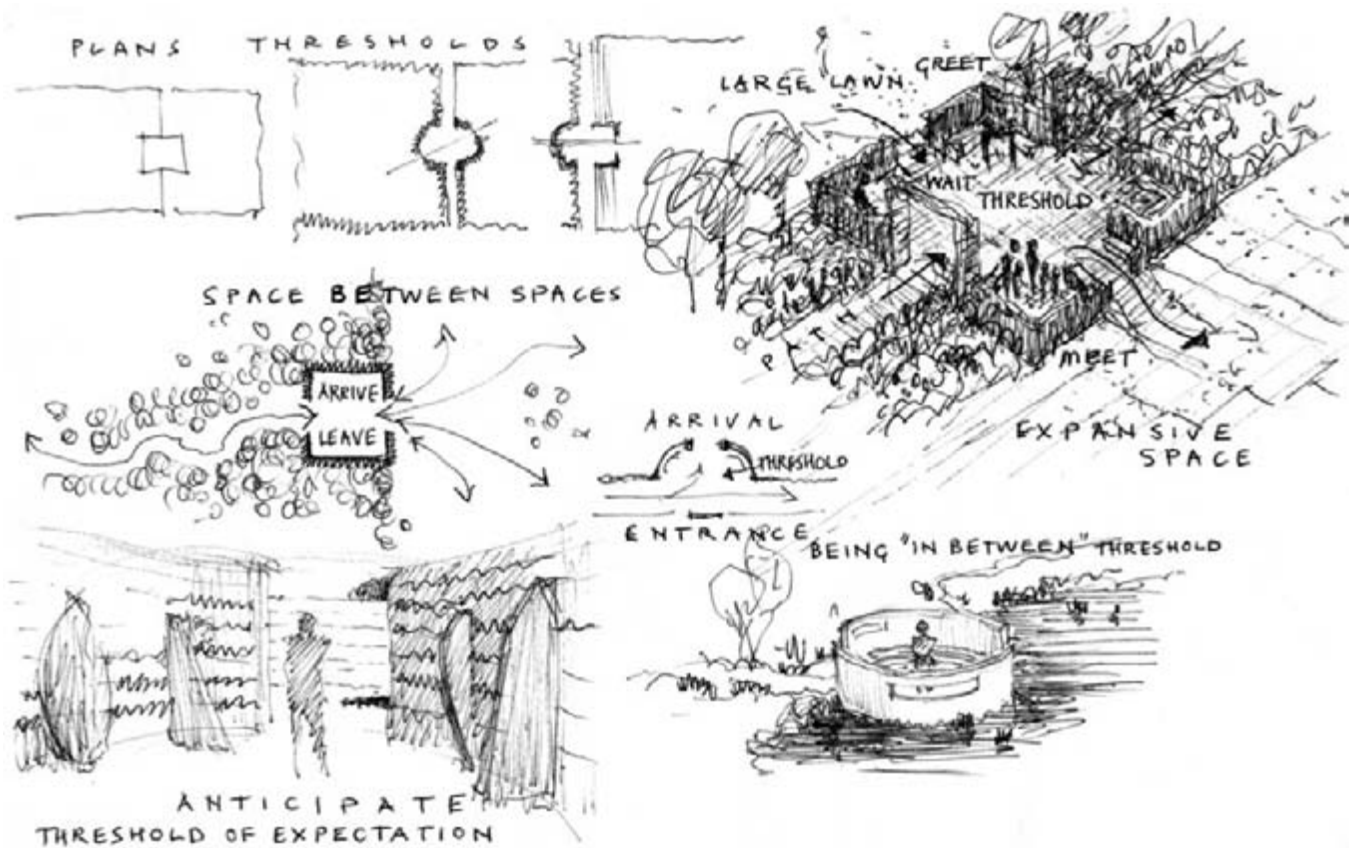 PLANS THRESHOLDS
LARGE LAWN
GREET
WAIT
THRESHOLD
PATH
MEET
EXPANSIVE
SPACE
SPACE BETWEEN SPACES
ARRIVE
LEAVE
ARRIVAL
THRESHOLD
ENTRANCE
BEING "IN BETWEEN" THRESHOLD
ANTICIPATE
THRESHOLD OF EXPECTATION